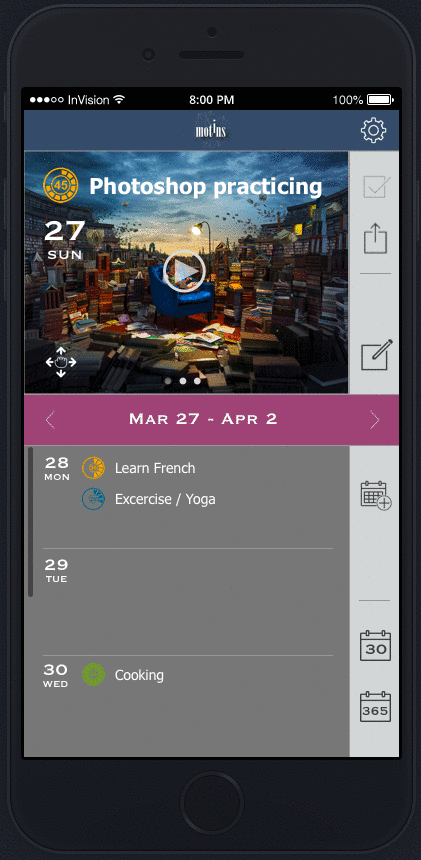 InVision 8:00 PM 100%
motius
45 Photoshop practicing
27
SUN
Mar 27 - Apr 2
28
MON
Learn French
Excercise / Yoga
29
TUE
30
WED
Cooking
30
365